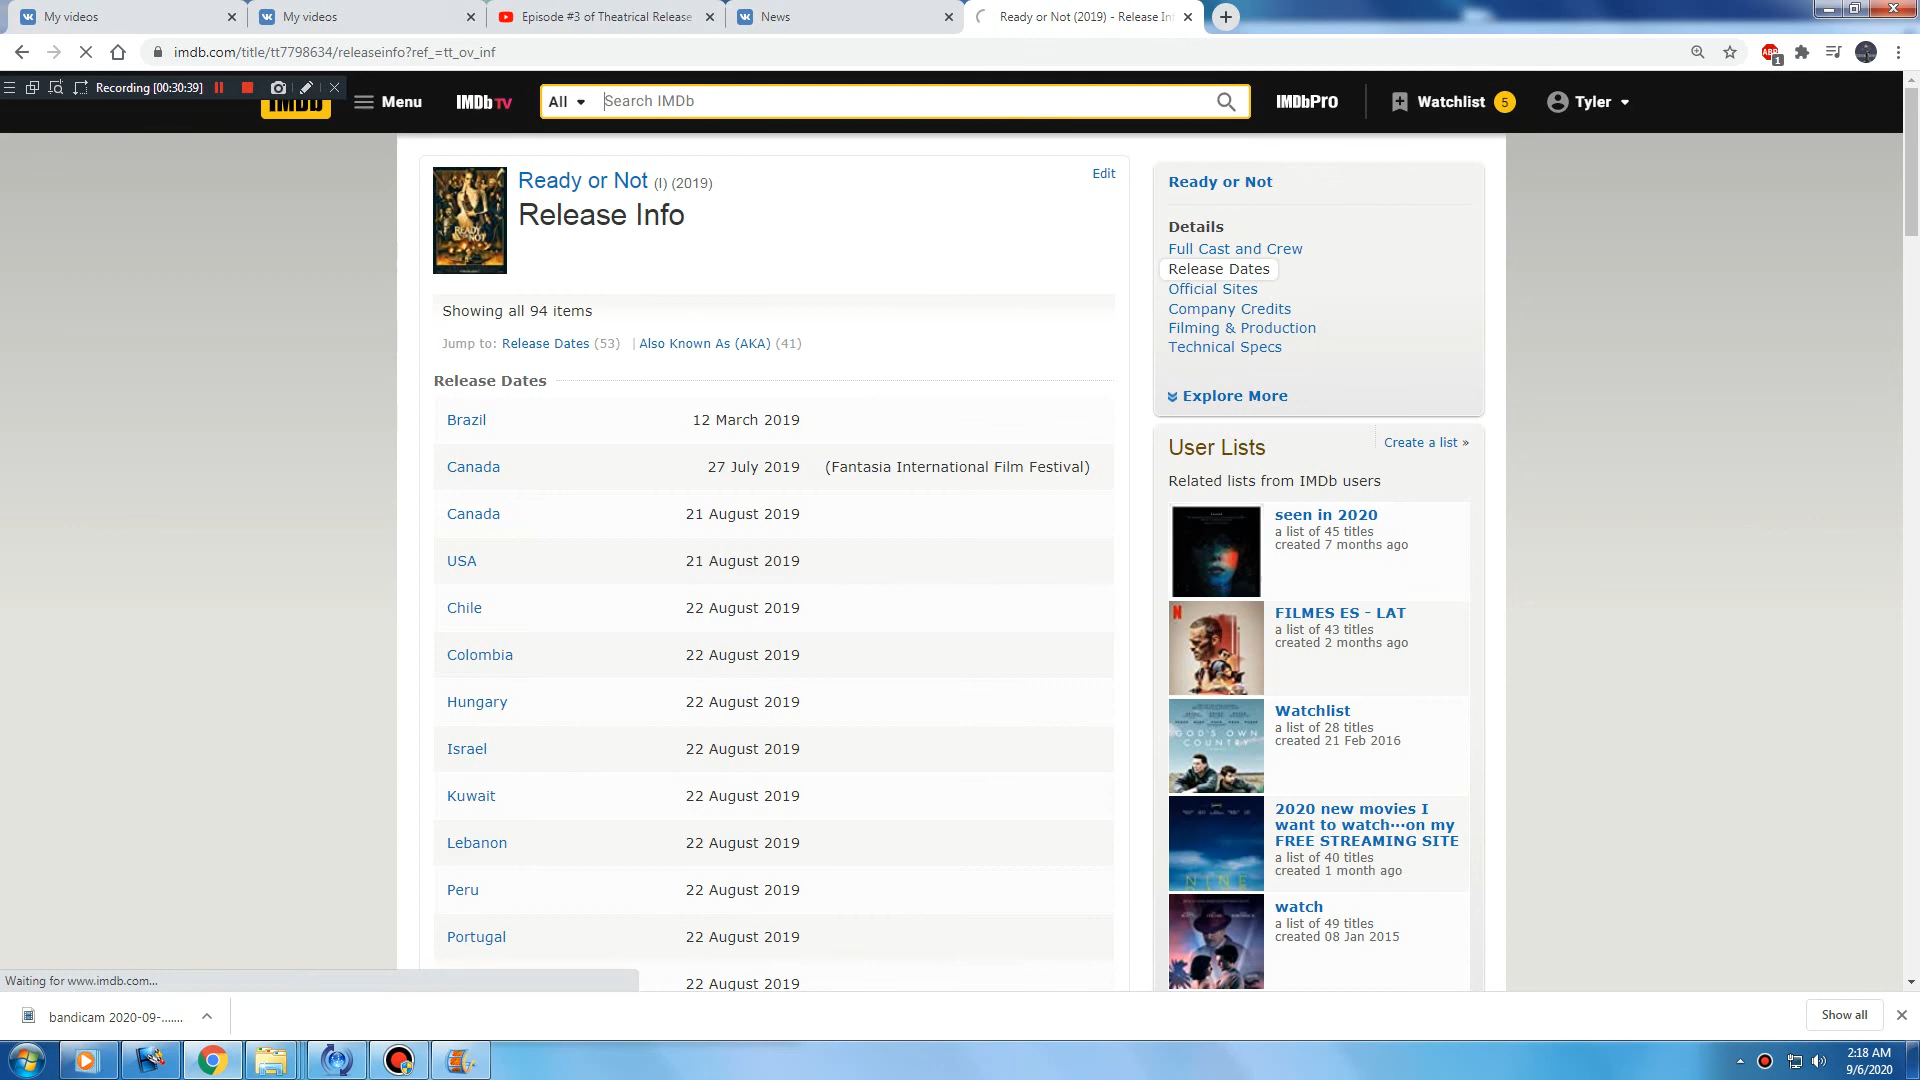 My videos
My videos
Episode #3 of Theatrical Release
News
Ready or Not (2019) - Release In
imdb.com/title/tt7798634/releaseinfo?ref_=tt_ov_inf
ABP
1
Recording [00:30:39]
IMDb
Menu
IMDb TV
All
Search IMDb
IMDbPro
Watchlist 5
Tyler
Ready or Not (I) (2019)
Edit
Release Info
READY OR NOT
Showing all 94 items
Jump to: Release Dates (53) | Also Known As (AKA) (41)
Release Dates
Brazil 12 March 2019
Canada 27 July 2019 (Fantasia International Film Festival)
Canada 21 August 2019
USA 21 August 2019
Chile 22 August 2019
Colombia 22 August 2019
Hungary 22 August 2019
Israel 22 August 2019
Kuwait 22 August 2019
Lebanon 22 August 2019
Peru 22 August 2019
Portugal 22 August 2019
22 August 2019
Ready or Not
Details
Full Cast and Crew
Release Dates
Official Sites
Company Credits
Filming & Production
Technical Specs
Explore More
User Lists
Create a list »
Related lists from IMDb users
seen in 2020
a list of 45 titles
created 7 months ago
N
FILMES ES - LAT
a list of 43 titles
created 2 months ago
GOD'S OWN
COUNTRY
Watchlist
a list of 28 titles
created 21 Feb 2016
NINE
2020 new movies I
want to watch···on my
FREE STREAMING SITE
a list of 40 titles
created 1 month ago
watch
a list of 49 titles
created 08 Jan 2015
Waiting for www.imdb.com...
bandicam 2020-09-......
Show all
2:18 AM
9/6/2020